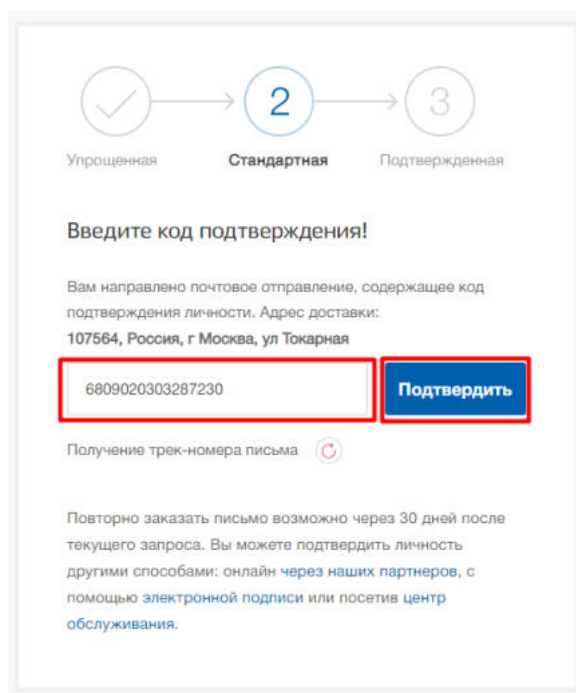 2
3
Упрощенная
Стандартная
Подтвержденная
Введите код подтверждения!
Вам направлено почтовое отправление, содержащее код
подтверждения личности. Адрес доставки:
107564, Россия, г Москва, ул Токарная
6809020303287230
Подтвердить
Получение трек-номера письма
Повторно заказать письмо возможно через 30 дней после
текущего запроса. Вы можете подтвердить личность
другими способами: онлайн через наших партнеров, с
помощью электронной подписи или посетив центр
обслуживания.